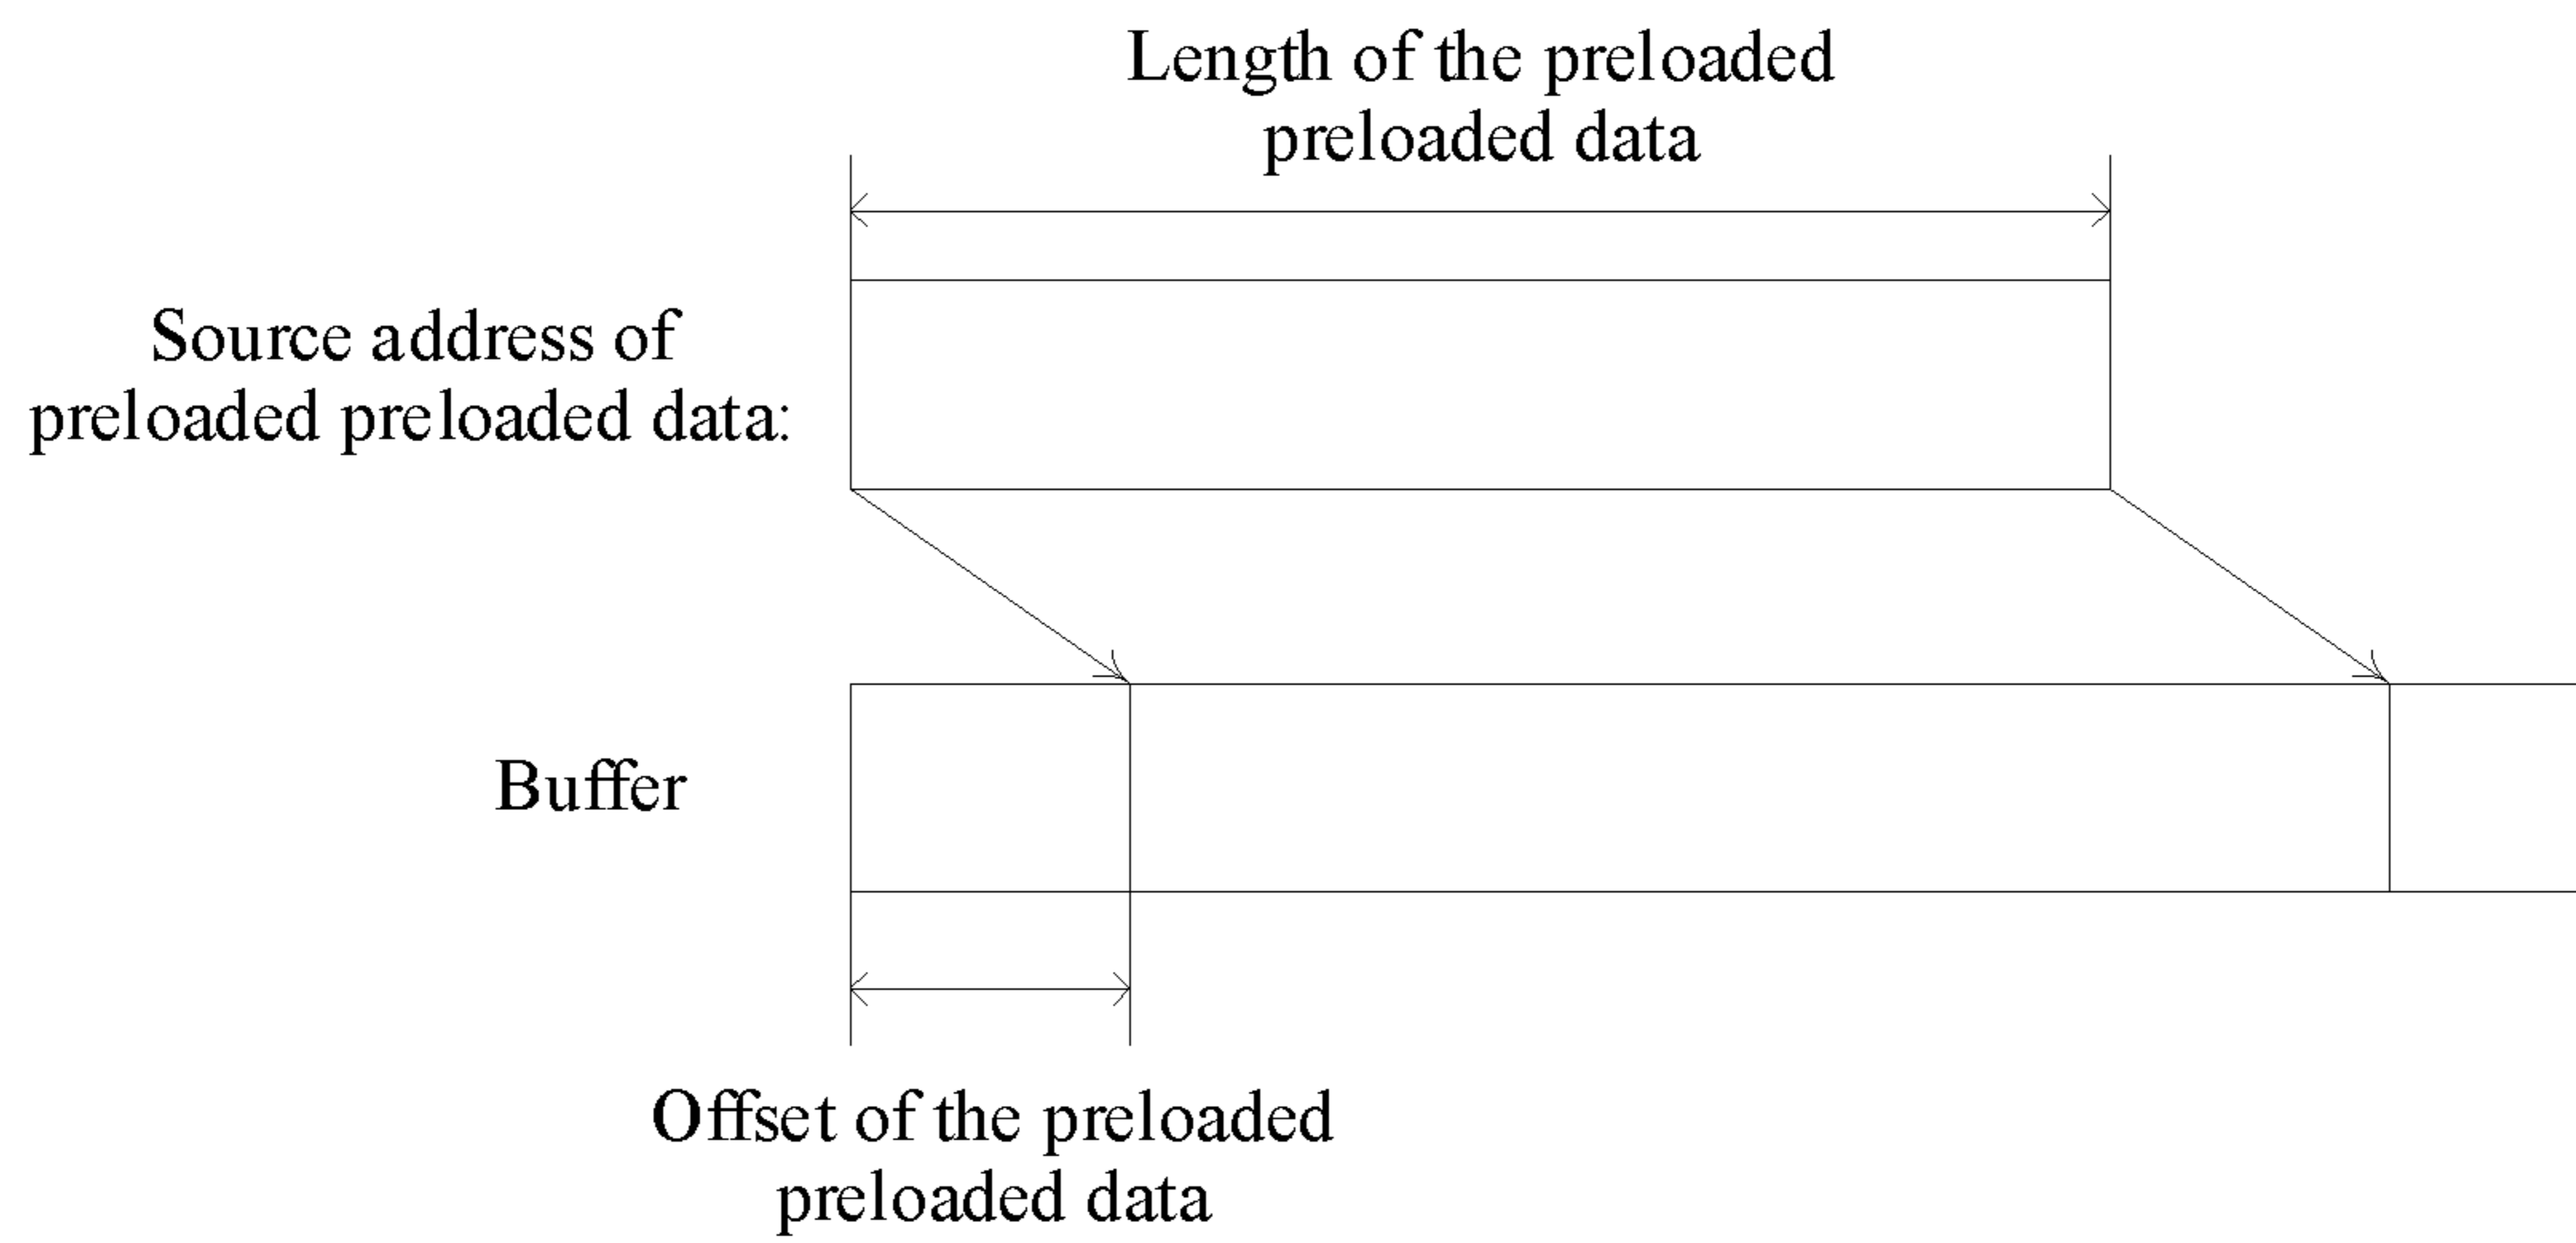 Length of the preloaded
preloaded data
Source address of
preloaded preloaded data:
Buffer
Offset of the preloaded
preloaded data